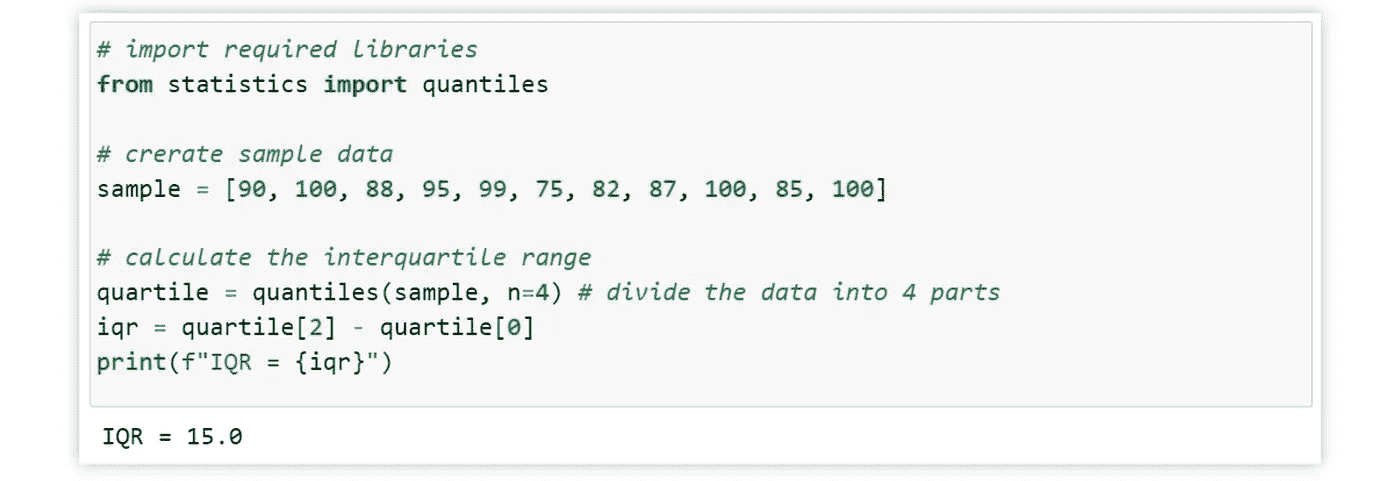 # import required libraries
from statistics import quantiles
# crerate sample data
sample = [90, 100, 88, 95, 99, 75, 82, 87, 100, 85, 100]
# calculate the interquartile range
quartile = quantiles(sample, n=4) # divide the data into 4 parts
iqr = quartile[2] - quartile[0]
print(f"IQR = {iqr}")
IQR = 15.0